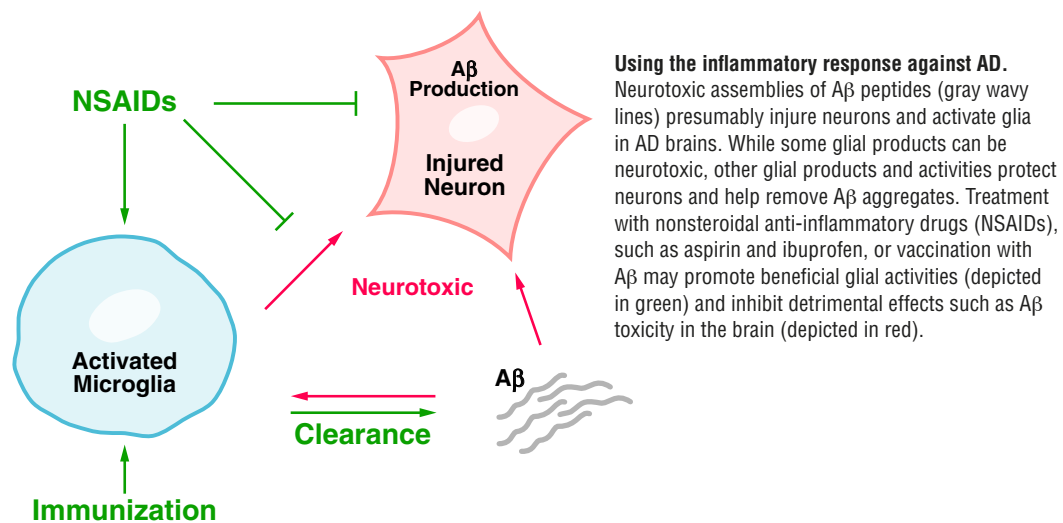 NSAIDs
Aβ
Production
Injured
Neuron
Neurotoxic
Activated
Microglia
Aβ
Clearance
Immunization
Using the inflammatory response against AD.
Neurotoxic assemblies of Aβ peptides (gray wavy
lines) presumably injure neurons and activate glia
in AD brains. While some glial products can be
neurotoxic, other glial products and activities protect
neurons and help remove Aβ aggregates. Treatment
with nonsteroidal anti-inflammatory drugs (NSAIDs),
such as aspirin and ibuprofen, or vaccination with
Aβ may promote beneficial glial activities (depicted
in green) and inhibit detrimental effects such as Aβ
toxicity in the brain (depicted in red).